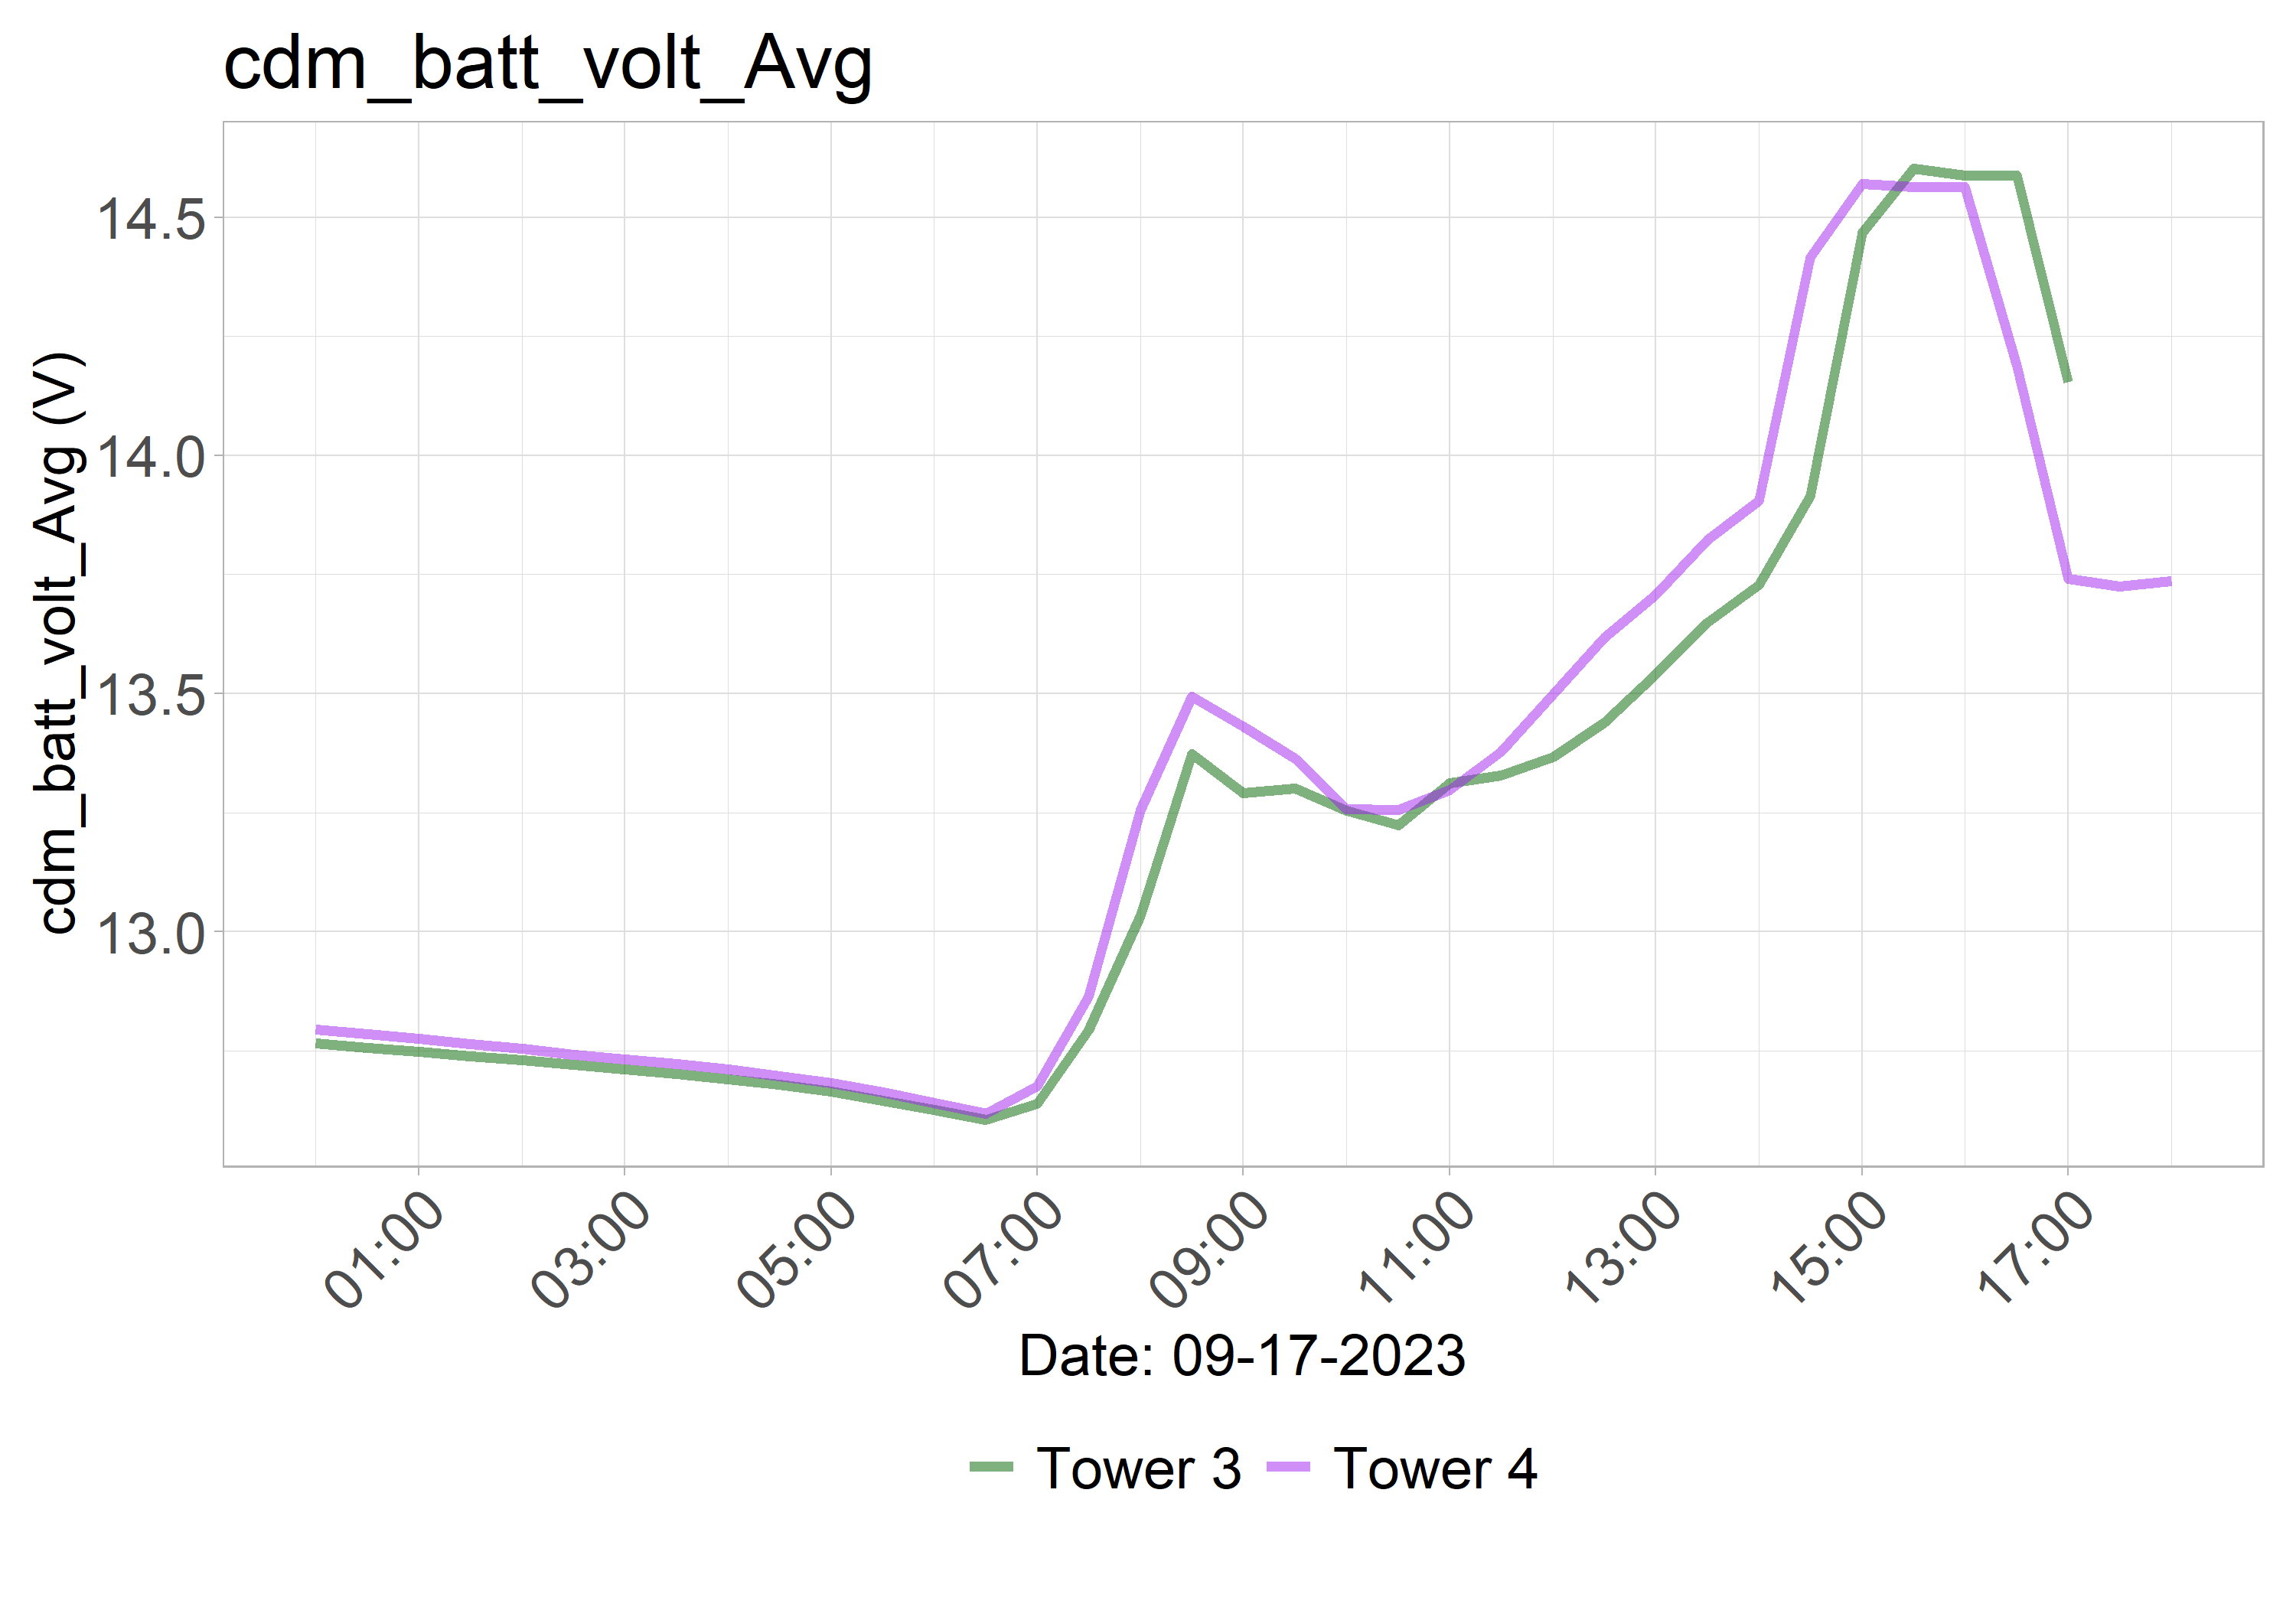 cdm_batt_volt_Avg
cdm_batt_volt_Avg (V)
14.5
14.0
13.5
13.0
01:00
03:00
05:00
07:00
09:00
11:00
13:00
15:00
17:00
Date: 09-17-2023
Tower 3
Tower 4